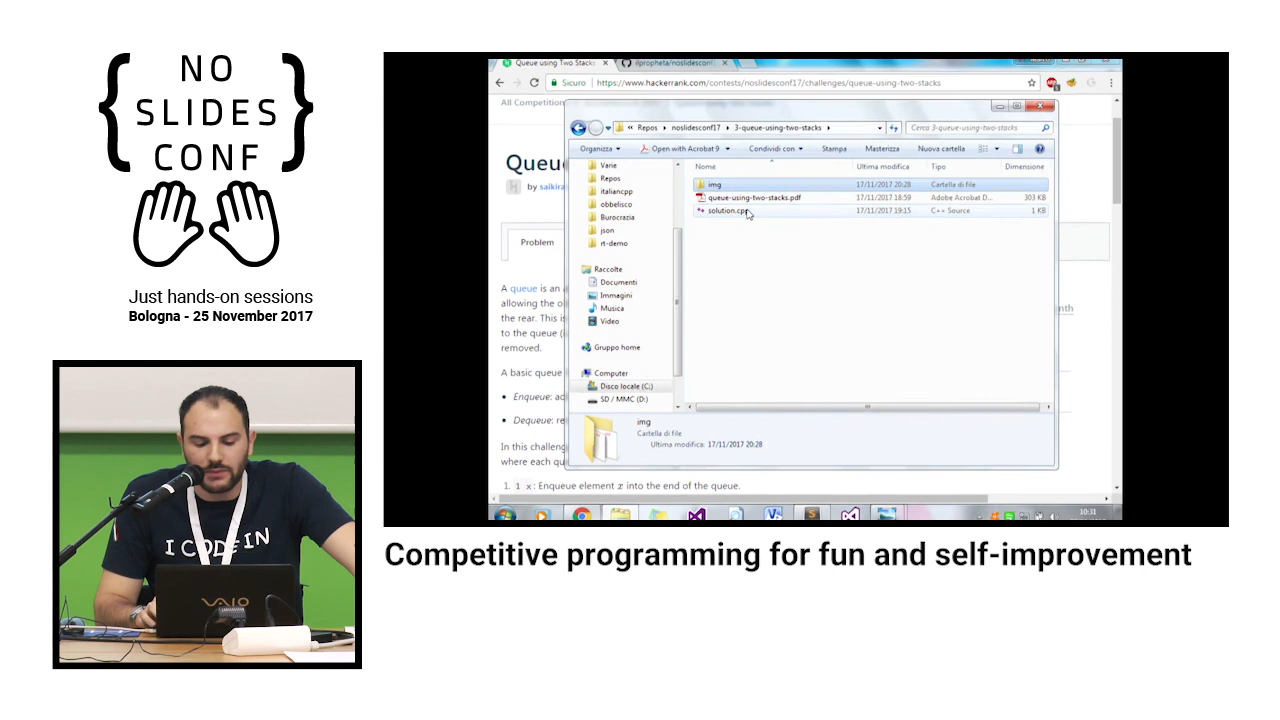 NO
SLIDES
CONF
Just hands-on sessions
Bologna - 25 November 2017
I CODE IN
VAIO
Queue using Two Stacks
ilpropheta/noslidesconf
Sicuro
https://www.hackerrank.com/contests/noslidesconf17/challenges/queue-using-two-stacks
All Competition
« Repos ▸ noslidesconf17 ▸ 3-queue-using-two-stacks ▸
Cerca 3-queue-using-two-stacks
Organizza
Open with Acrobat 9
Condividi con
Stampa
Masterizza
Nuova cartella
Queu
by saikira
Problem
Varie
Repos
italiancpp
obbelisco
Burocrazia
json
rt-demo
Raccolte
Documenti
Immagini
Musica
Video
Gruppo home
Computer
Disco locale (C:)
SD / MMC (D:)
Nome Ultima modifica Tipo Dimensione
img 17/11/2017 20:28 Cartella di file
queue-using-two-stacks.pdf 17/11/2017 18:59 Adobe Acrobat D... 303 KB
solution.cpp 17/11/2017 19:15 C++ Source 1 KB
img
Cartella di file
Ultima modifica: 17/11/2017 20:28
A queue is an a
allowing the o
the rear. This is
to the queue (i
removed.
A basic queue
• Enqueue: ad
• Dequeue: re
In this challeng
where each qu
1. 1 x: Enqueue element x into the end of the queue.
10:31
Competitive programming for fun and self-improvement